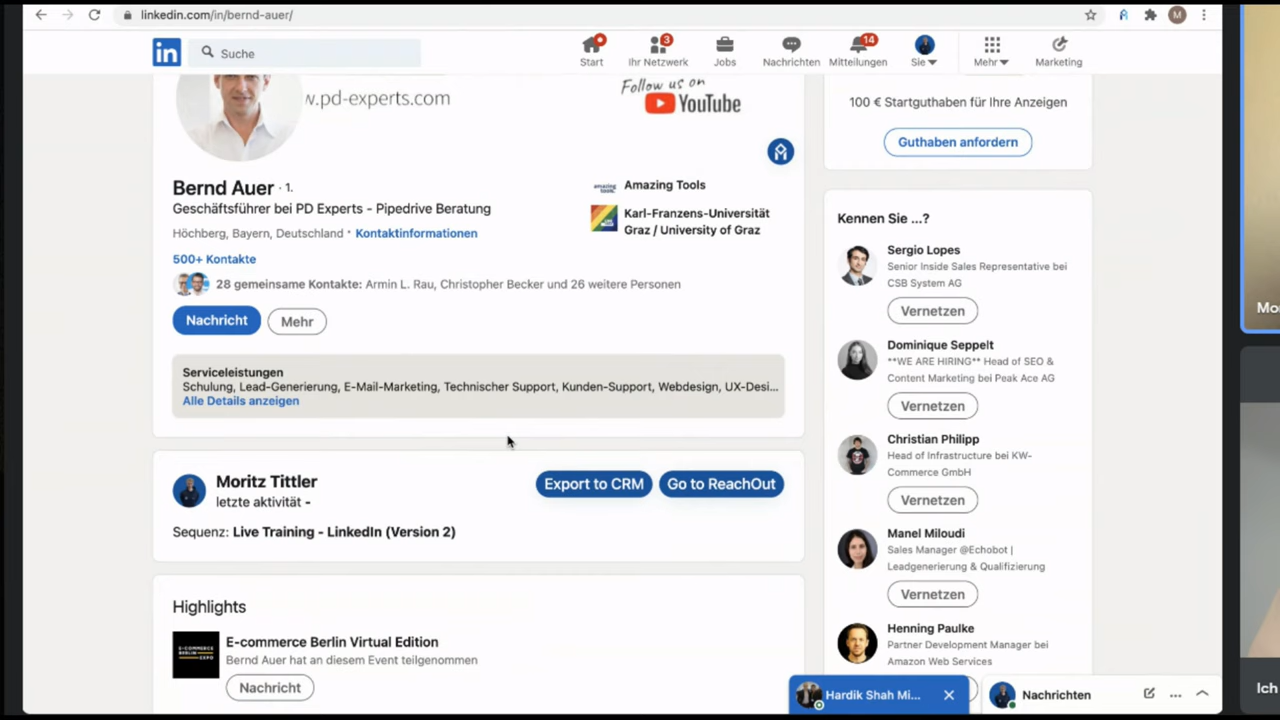 linkedin.com/in/bernd-auer/
M
in
Suche
Start
3
Ihr Netzwerk
Jobs
Nachrichten
14
Mitteilungen
Sie
Mehr
Marketing
w.pd-experts.com
Follow us on
YouTube
Bernd Auer · 1.
Geschäftsführer bei PD Experts - Pipedrive Beratung
Höchberg, Bayern, Deutschland · Kontaktinformationen
500+ Kontakte
28 gemeinsame Kontakte: Armin L. Rau, Christopher Becker und 26 weitere Personen
Nachricht
Mehr
amazing
tools
Amazing Tools
Karl-Franzens-Universität
Graz / University of Graz
Serviceleistungen
Schulung, Lead-Generierung, E-Mail-Marketing, Technischer Support, Kunden-Support, Webdesign, UX-Desi...
Alle Details anzeigen
Moritz Tittler
letzte aktivität -
Export to CRM
Go to ReachOut
Sequenz: Live Training - LinkedIn (Version 2)
Highlights
E-COMMERCE
BERLIN
EXPO
E-commerce Berlin Virtual Edition
Bernd Auer hat an diesem Event teilgenommen
Nachricht
100 € Startguthaben für Ihre Anzeigen
Guthaben anfordern
Kennen Sie ...?
Sergio Lopes
Senior Inside Sales Representative bei
CSB System AG
Vernetzen
Dominique Seppelt
**WE ARE HIRING** Head of SEO &
Content Marketing bei Peak Ace AG
Vernetzen
Christian Philipp
Head of Infrastructure bei KW-
Commerce GmbH
Vernetzen
Manel Miloudi
Sales Manager @Echobot |
Leadgenerierung & Qualifizierung
Vernetzen
Henning Paulke
Partner Development Manager bei
Amazon Web Services
Hardik Shah Mi...
Nachrichten
Mo
Ich